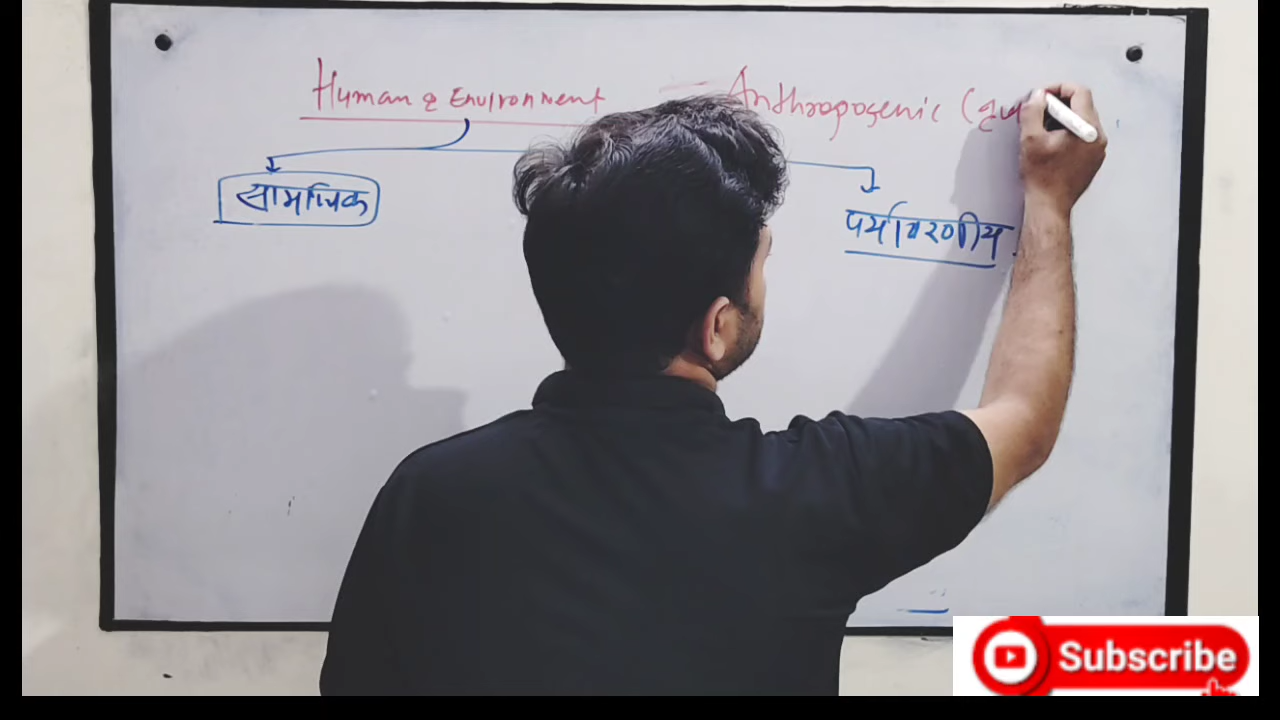 Human & Environment = Anthropogenic (
सामाजिक
पर्यावरणीय
Subscribe